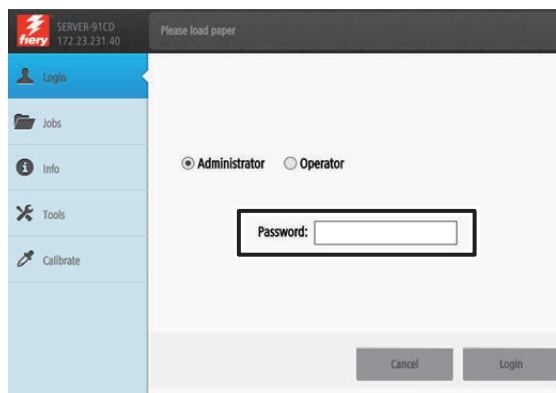 fiery
SERVER-91CD
172.23.231.40
Please load paper
Login
Jobs
Info
Tools
Calibrate
Administrator
Operator
Password:
Cancel
Login